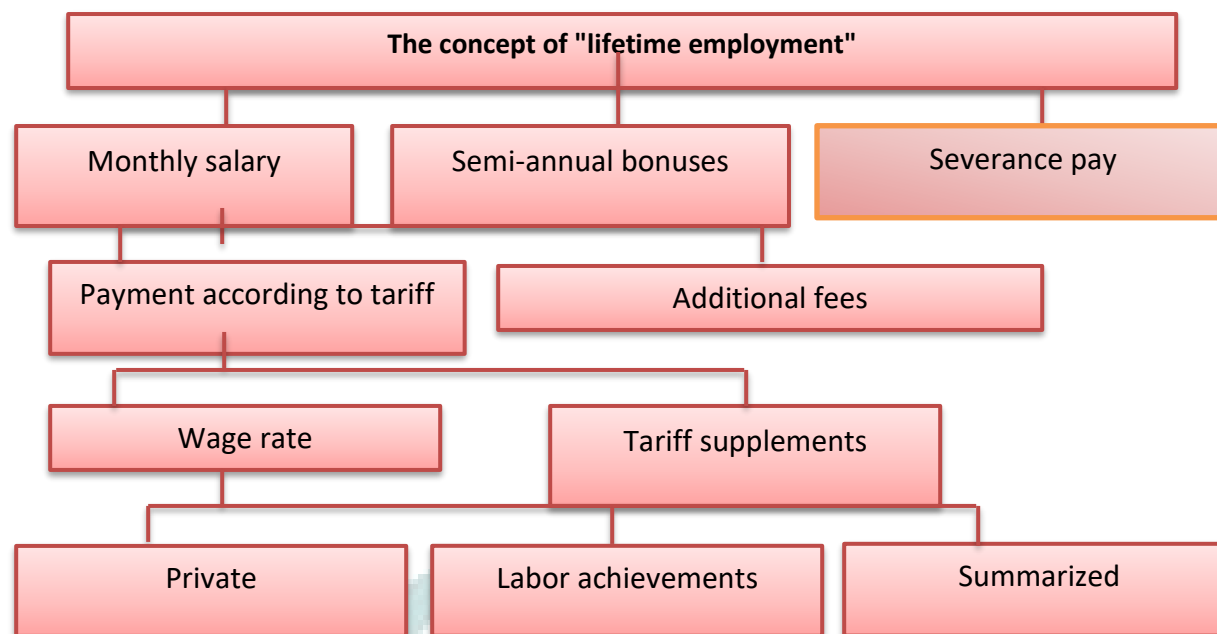 The concept of "lifetime employment"
Monthly salary
Semi-annual bonuses
Severance pay
Payment according to tariff
Additional fees
Wage rate
Tariff supplements
Private
Labor achievements
Summarized